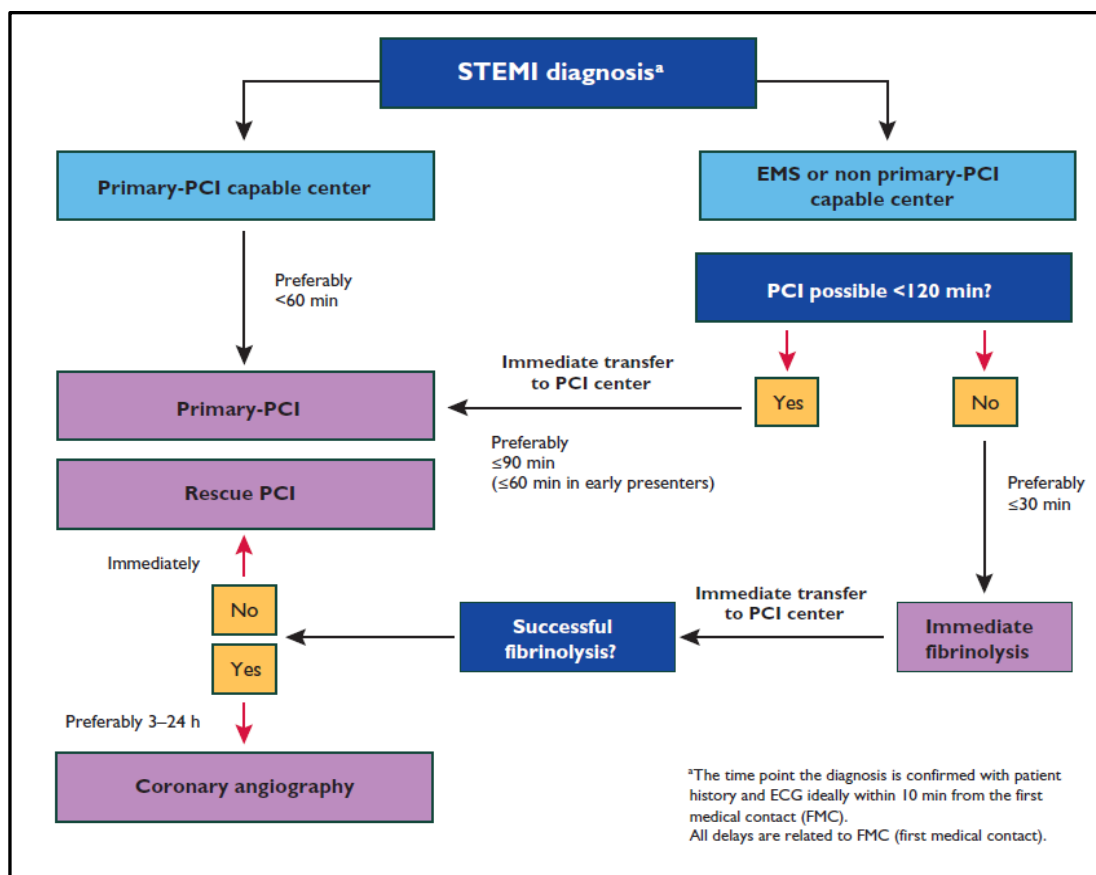 STEMI diagnosisᵃ
Primary-PCI capable center
EMS or non primary-PCI
capable center
Preferably
<60 min
PCI possible <120 min?
Immediate transfer
to PCI center
Yes
No
Primary-PCI
Preferably
≤90 min
(≤60 min in early presenters)
Preferably
≤30 min
Rescue PCI
Immediately
No
Yes
Successful
fibrinolysis?
Immediate transfer
to PCI center
Immediate
fibrinolysis
Preferably 3–24 h
Coronary angiography
ᵃThe time point the diagnosis is confirmed with patient
history and ECG ideally within 10 min from the first
medical contact (FMC).
All delays are related to FMC (first medical contact).